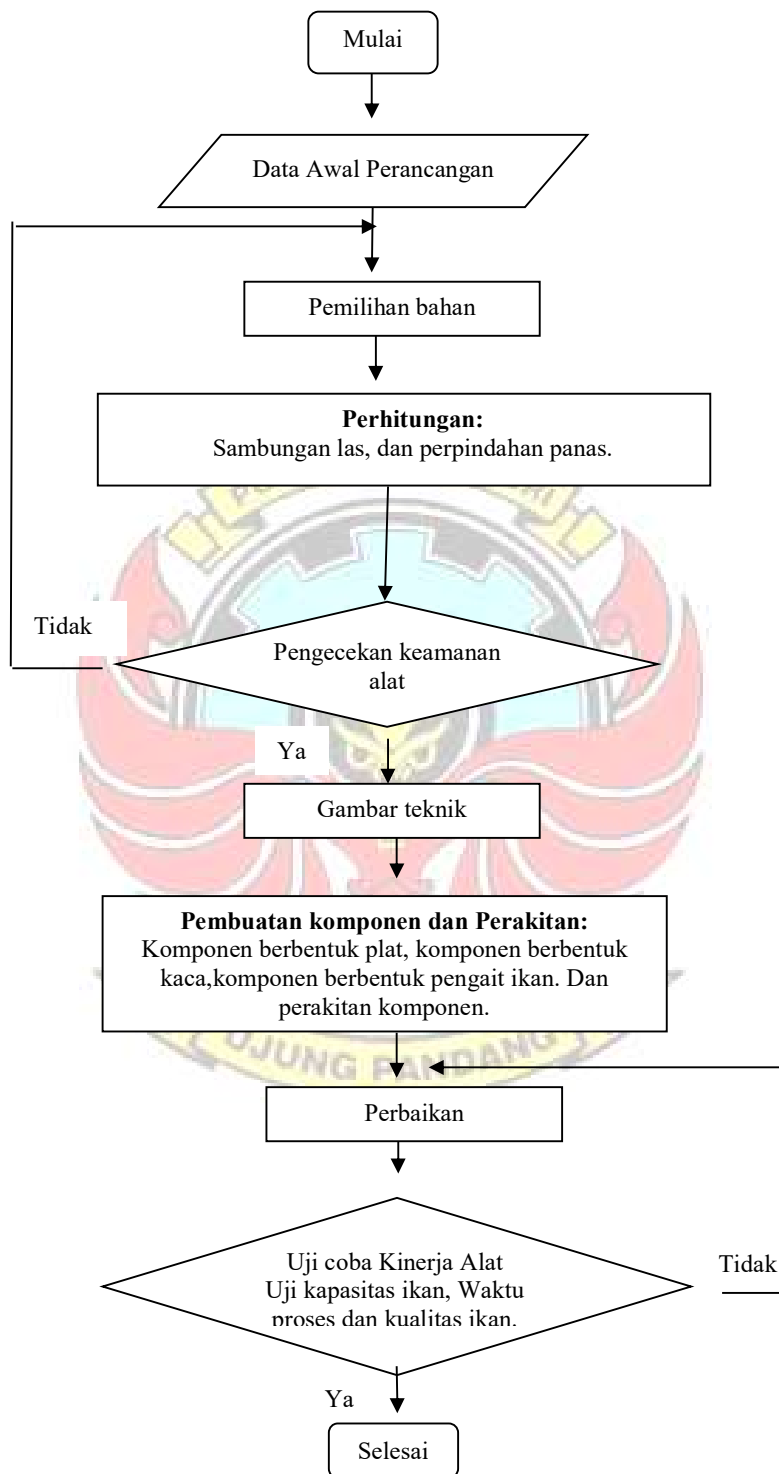 Mulai
Data Awal Perancangan
Pemilihan bahan
Perhitungan:
Sambungan las, dan perpindahan panas.
Tidak
Pengecekan keamanan
alat
Ya
Gambar teknik
Pembuatan komponen dan Perakitan:
Komponen berbentuk plat, komponen berbentuk
kaca,komponen berbentuk pengait ikan. Dan
perakitan komponen.
UJUNG PANDANG
Perbaikan
Uji coba Kinerja Alat
Uji kapasitas ikan, Waktu
proses dan kualitas ikan.
Tidak
Ya
Selesai